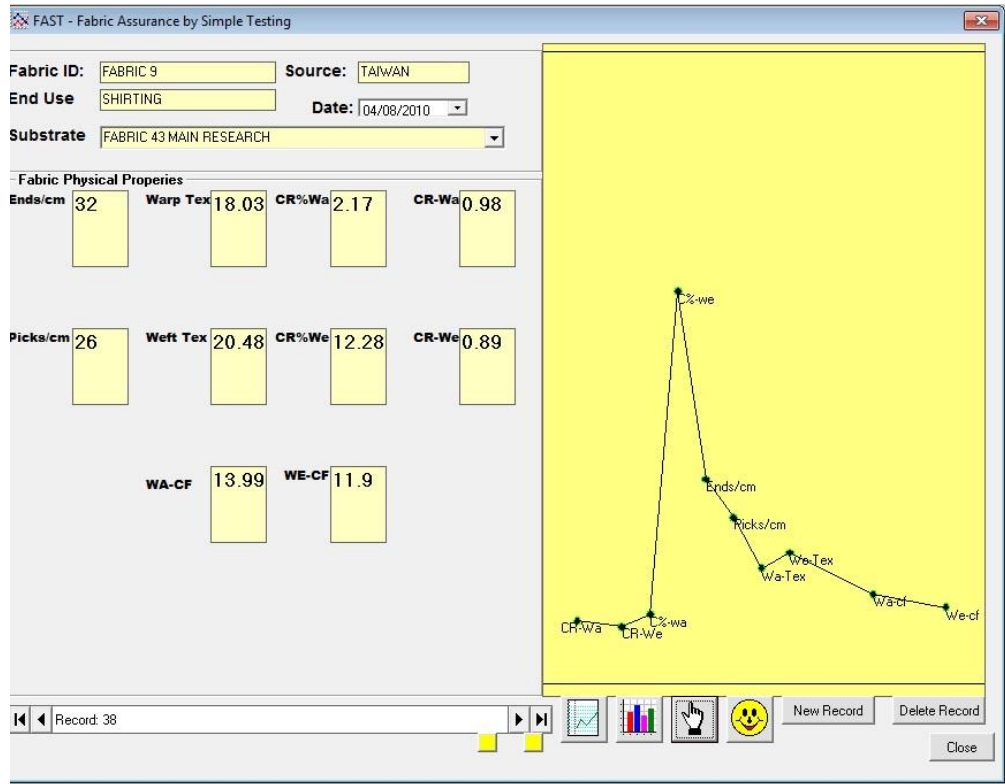 FAST - Fabric Assurance by Simple Testing
Fabric ID: FABRIC 9 Source: TAIWAN
End Use SHIRTING Date: 04/08/2010
Substrate FABRIC 43 MAIN RESEARCH
Fabric Physical Properies
Ends/cm 32 Warp Tex 18.03 CR%Wa 2.17 CR-Wa 0.98
Picks/cm 26 Weft Tex 20.48 CR%We 12.28 CR-We 0.89
WA-CF 13.99 WE-CF 11.9
C%-we
Ends/cm
Picks/cm
We-Tex
Wa-Tex
Wa-cf
We-cf
C%-wa
CR-Wa
CR-We
Record: 38
New Record Delete Record
Close